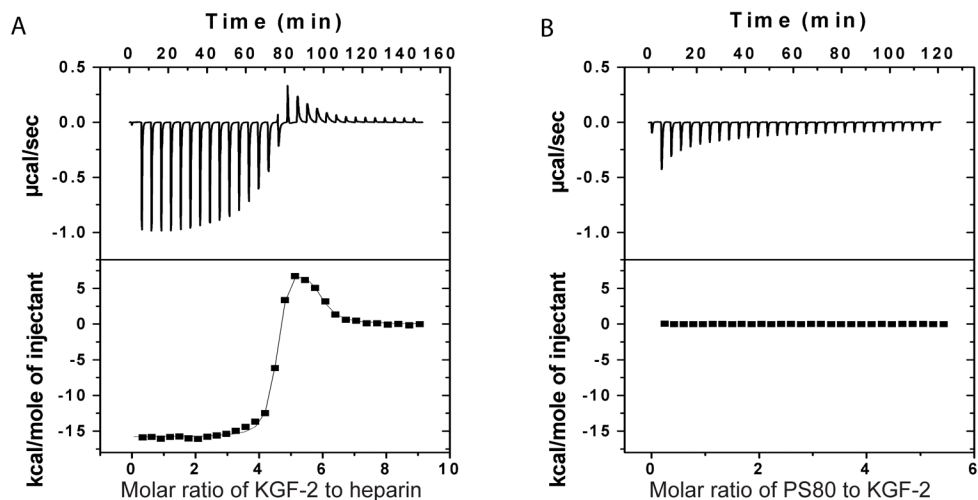 A
Time (min)
0 20 40 60 80 100 120 140 160
0.5
0.0
-0.5
-1.0
µcal/sec
5
0
-5
-10
-15
kcal/mole of injectant
0 2 4 6 8 10
Molar ratio of KGF-2 to heparin
B
Time (min)
0 20 40 60 80 100 120
0.5
0.0
-0.5
-1.0
µcal/sec
5
0
-5
-10
-15
kcal/mole of injectant
0 2 4 6
Molar ratio of PS80 to KGF-2